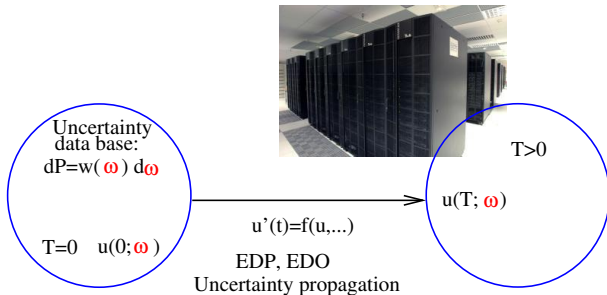 Uncertainty
data base:
dP=w(ω) dω
T=0 u(0;ω)
u'(t)=f(u,...)
EDP, EDO
Uncertainty propagation
T>0
u(T;ω)